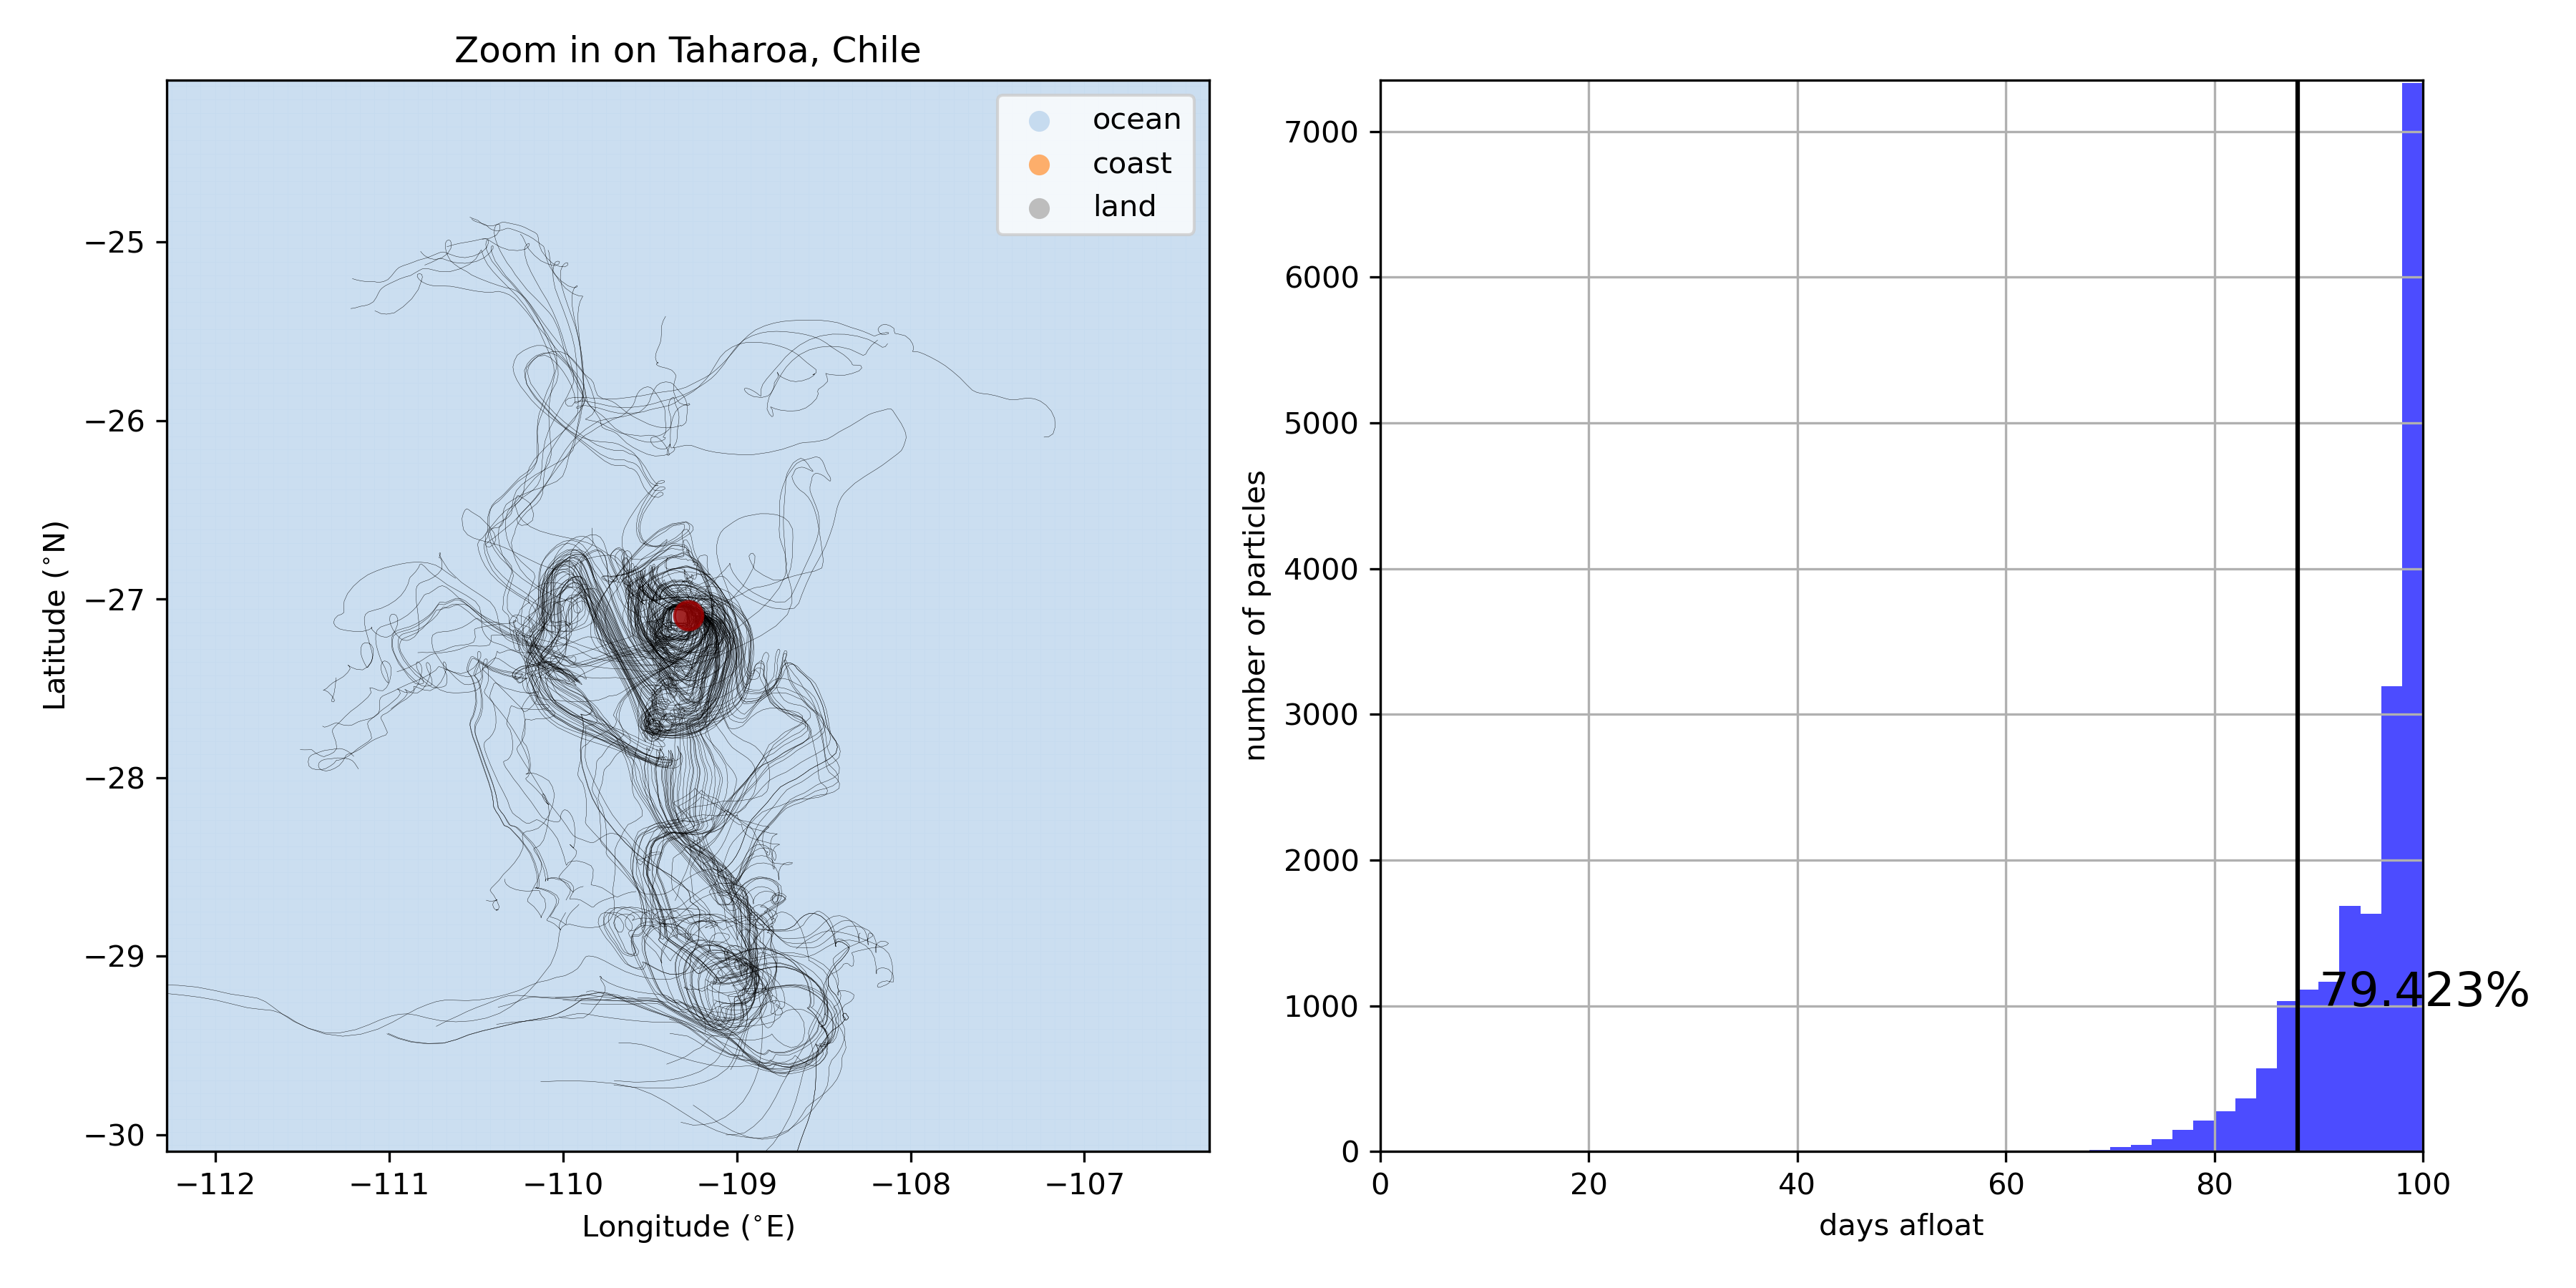 Zoom in on Taharoa, Chile
ocean
coast
land
−25
−26
−27
−28
−29
−30
Latitude (°N)
−112 −111 −110 −109 −108 −107
Longitude (°E)
7000
6000
5000
4000
3000
2000
1000
0
number of particles
79.423%
0 20 40 60 80 100
days afloat